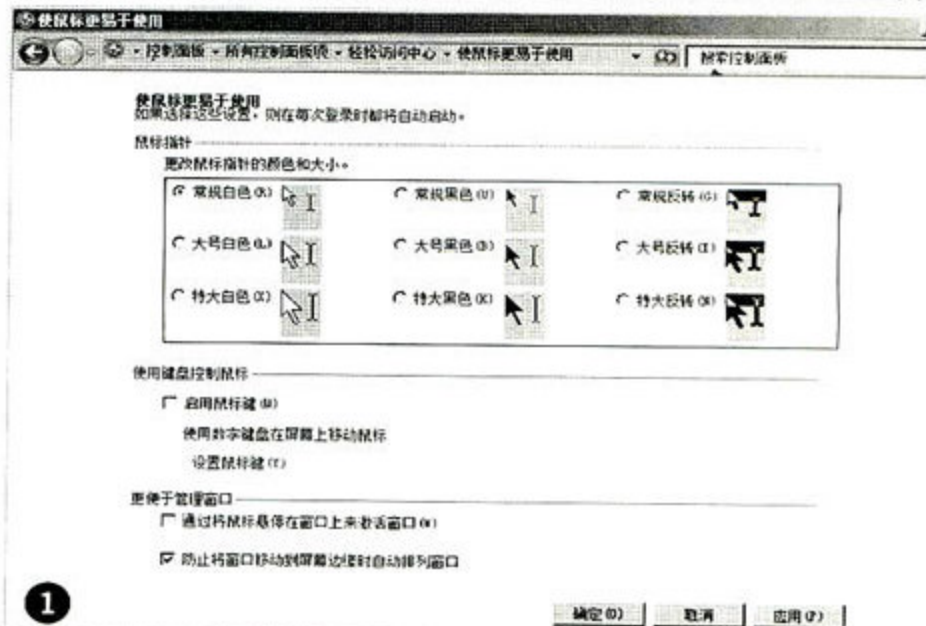 使鼠标更易于使用
控制面板 所有控制面板项 轻松访问中心 使鼠标更易于使用 搜索控制面板
使鼠标更易于使用
如果选择这些设置，则在每次登录时都将自动启动。
鼠标指针
更改鼠标指针的颜色和大小。
常规白色(R) 常规黑色(U) 常规反转(G)
大号白色(L) 大号黑色(B) 大号反转(I)
特大白色(X) 特大黑色(K) 特大反转(N)
使用键盘控制鼠标
启用鼠标键(M)
使用数字键盘在屏幕上移动鼠标
设置鼠标键(Y)
更便于管理窗口
通过将鼠标悬停在窗口上来激活窗口(W)
防止将窗口移动到屏幕边缘时自动排列窗口
1
确定(O) 取消 应用(P)